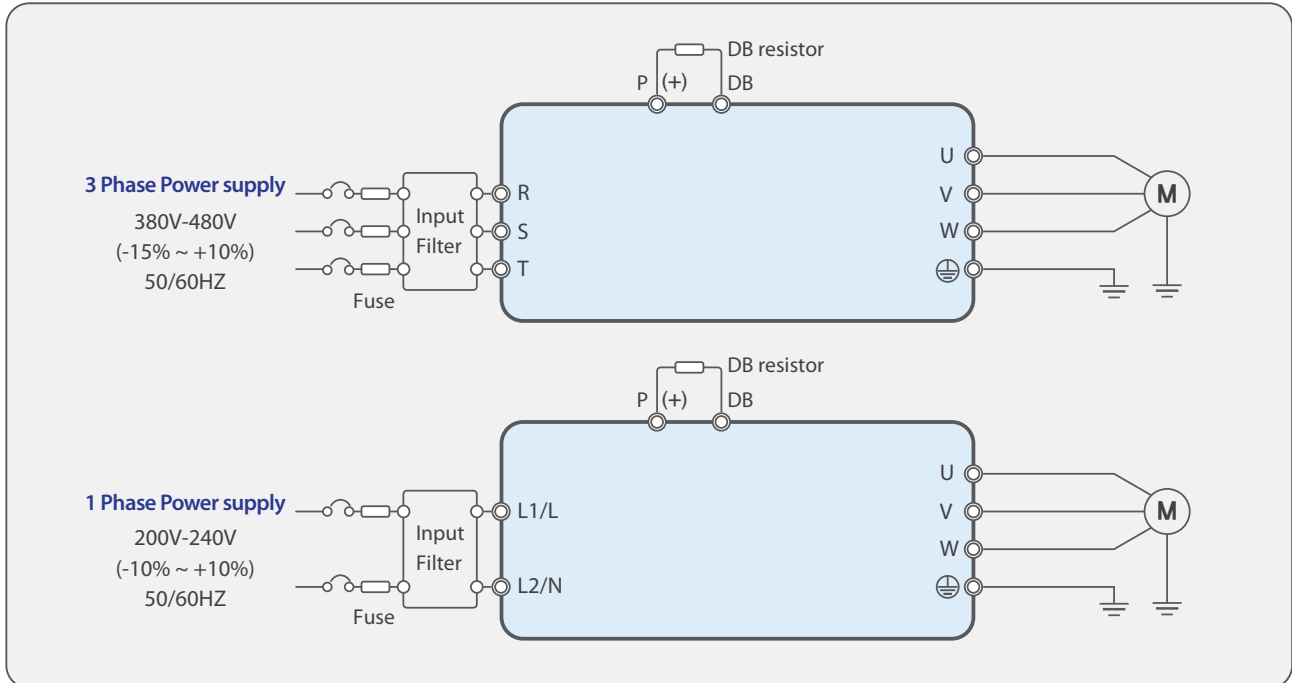 DB resistor
P (+) DB
3 Phase Power supply
380V-480V
(-15% ~ +10%)
50/60HZ
Fuse
Input
Filter
R
S
T
U
V
W
M
DB resistor
P (+) DB
1 Phase Power supply
200V-240V
(-10% ~ +10%)
50/60HZ
Fuse
Input
Filter
L1/L
L2/N
U
V
W
M